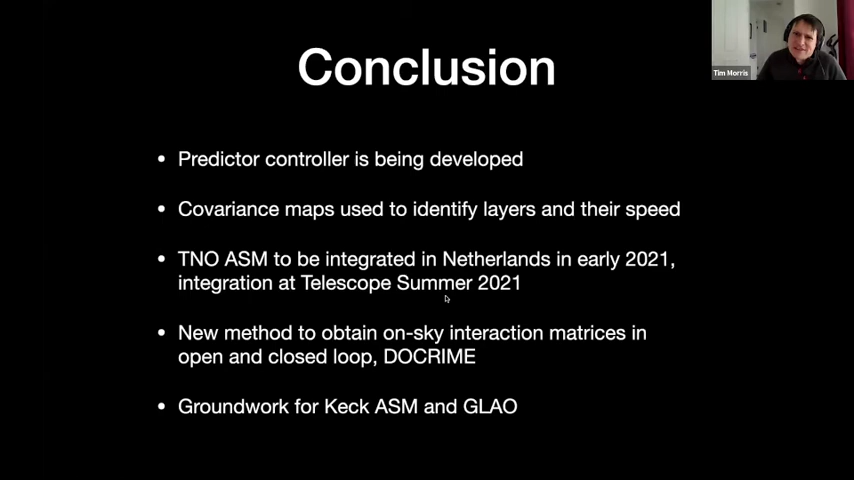 Conclusion
Tim Morris
• Predictor controller is being developed
• Covariance maps used to identify layers and their speed
• TNO ASM to be integrated in Netherlands in early 2021,
integration at Telescope Summer 2021
• New method to obtain on-sky interaction matrices in
open and closed loop, DOCRIME
• Groundwork for Keck ASM and GLAO